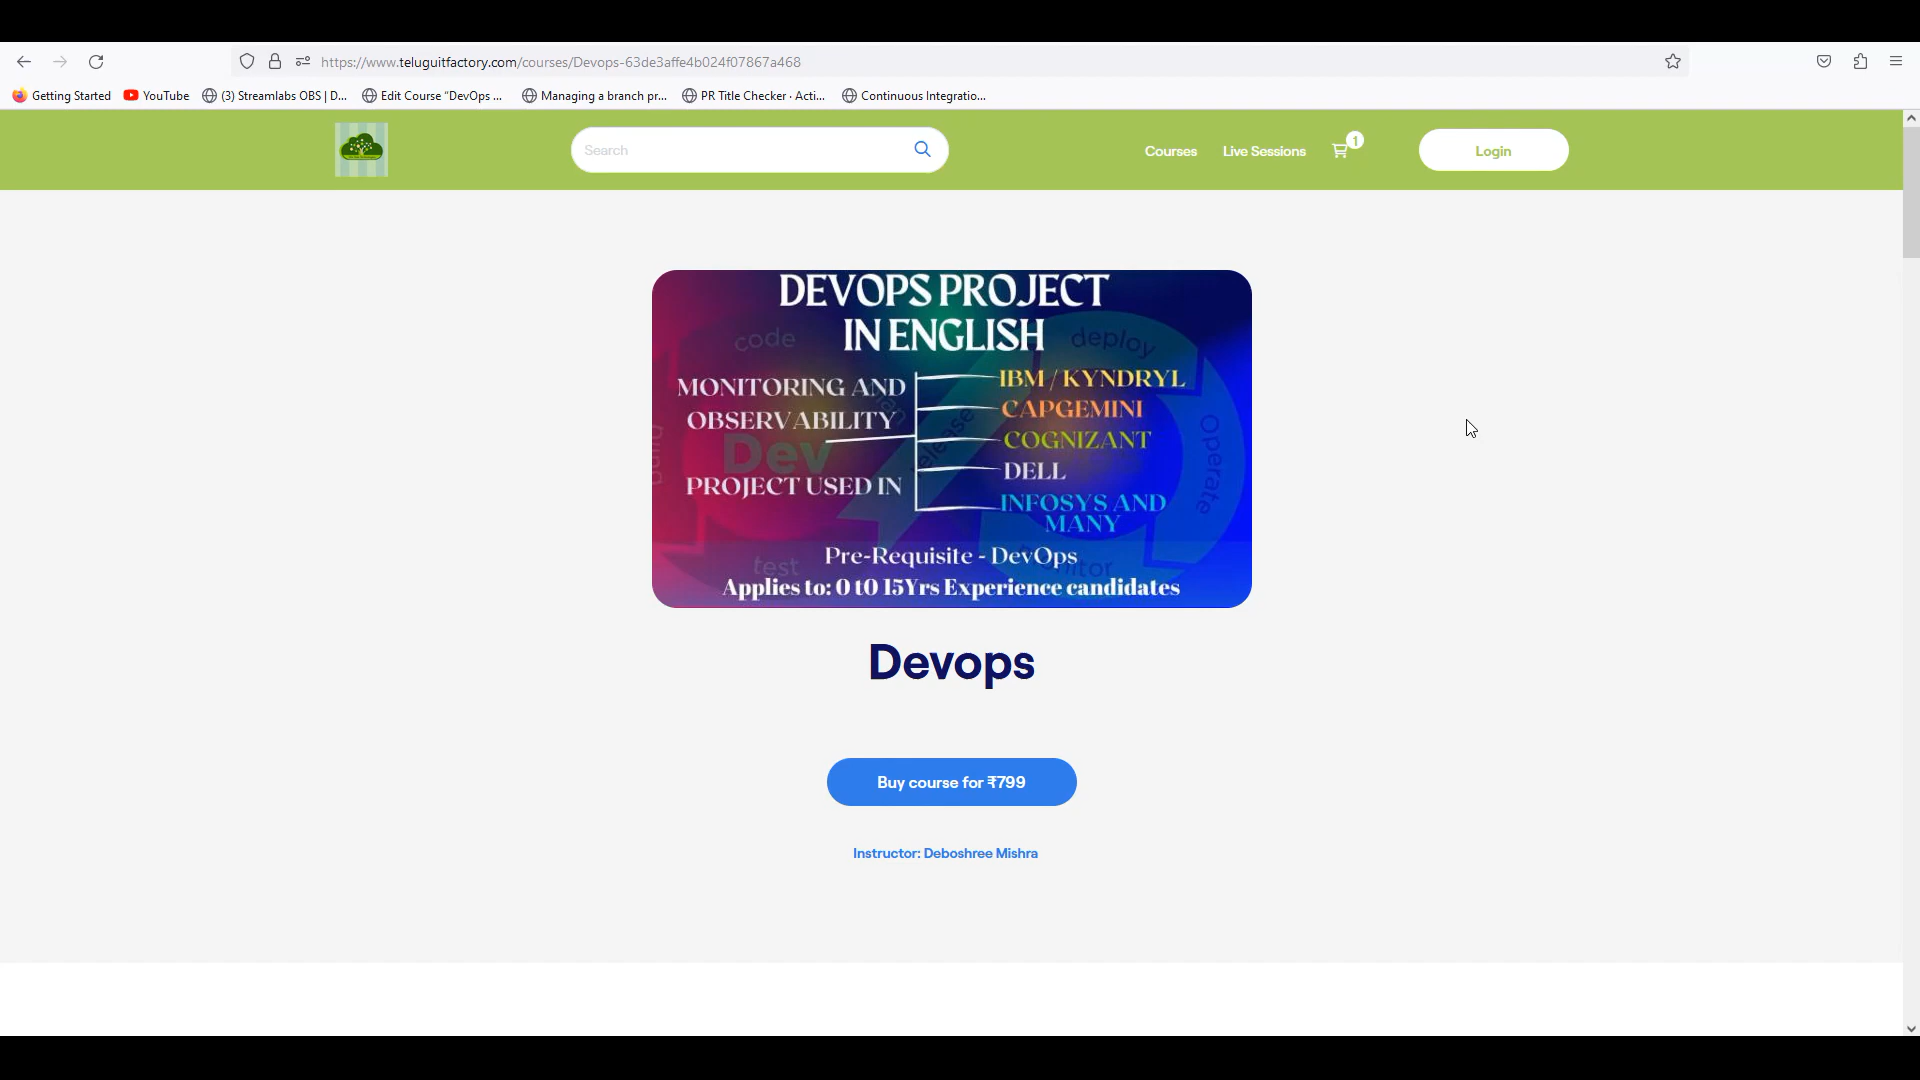 https://www.teluguitfactory.com/courses/Devops-63de3affe4b024f07867a468
Getting Started
YouTube
(3) Streamlabs OBS | D...
Edit Course "DevOps ...
Managing a branch pr...
PR Title Checker · Acti...
Continuous Integratio...
Search
Courses
Live Sessions
1
Login
DEVOPS PROJECT
IN ENGLISH
code
deploy
MONITORING AND
OBSERVABILITY
PROJECT USED IN
IBM / KYNDRYL
CAPGEMINI
COGNIZANT
DELL
INFOSYS AND
MANY
Dev
release
Operate
test
Pre-Requisite - DevOps
Applies to: 0 to 15Yrs Experience candidates
Devops
Buy course for ₹799
Instructor: Deboshree Mishra